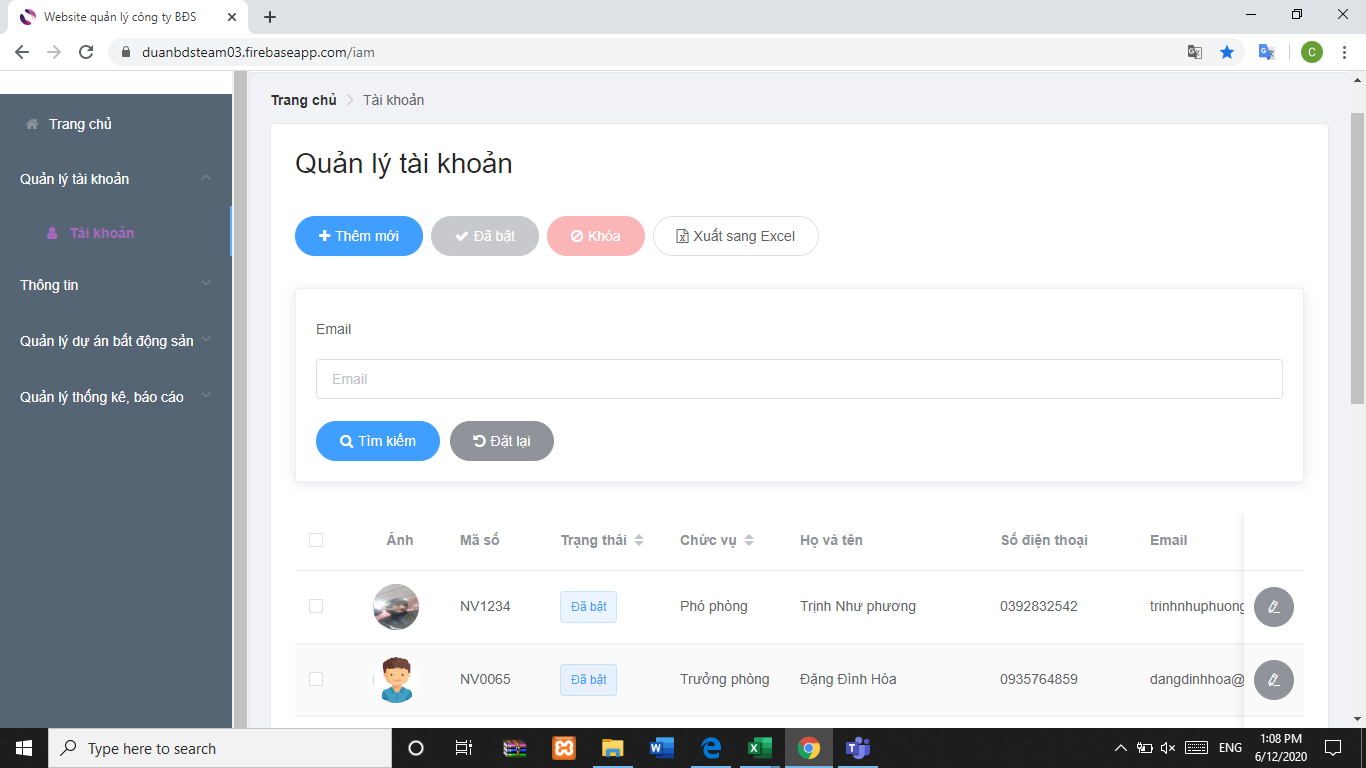 Website quản lý công ty BĐS
duanbdsteam03.firebaseapp.com/iam
C
Trang chủ
Quản lý tài khoản
Tài khoản
Thông tin
Quản lý dự án bất động sản
Quản lý thống kê, báo cáo
Trang chủ > Tài khoản
Quản lý tài khoản
Thêm mới Đã bật Khóa Xuất sang Excel
Email
Email
Tìm kiếm Đặt lại
Ảnh Mã số Trạng thái Chức vụ Họ và tên Số điện thoại Email
NV1234 Đã bật Phó phòng Trịnh Như phương 0392832542 trinhnhuphuong
NV0065 Đã bật Trưởng phòng Đặng Đình Hòa 0935764859 dangdinhhoa@
Type here to search
ENG
1:08 PM
6/12/2020